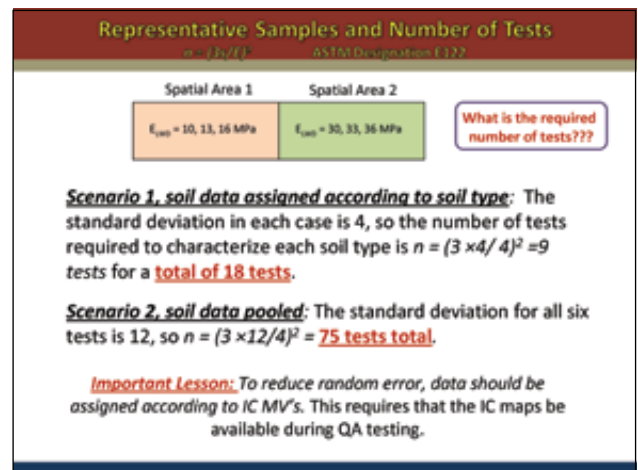 Representative Samples and Number of Tests
n = (3s/E)² ASTM Designation E122
Spatial Area 1 Spatial Area 2
E_LWD = 10, 13, 16 MPa E_LWD = 30, 33, 36 MPa
What is the required
number of tests???
Scenario 1, soil data assigned according to soil type: The
standard deviation in each case is 4, so the number of tests
required to characterize each soil type is n = (3 ×4/ 4)² =9
tests for a total of 18 tests.
Scenario 2, soil data pooled: The standard deviation for all six
tests is 12, so n = (3 ×12/4)² = 75 tests total.
Important Lesson: To reduce random error, data should be
assigned according to IC MV's. This requires that the IC maps be
available during QA testing.